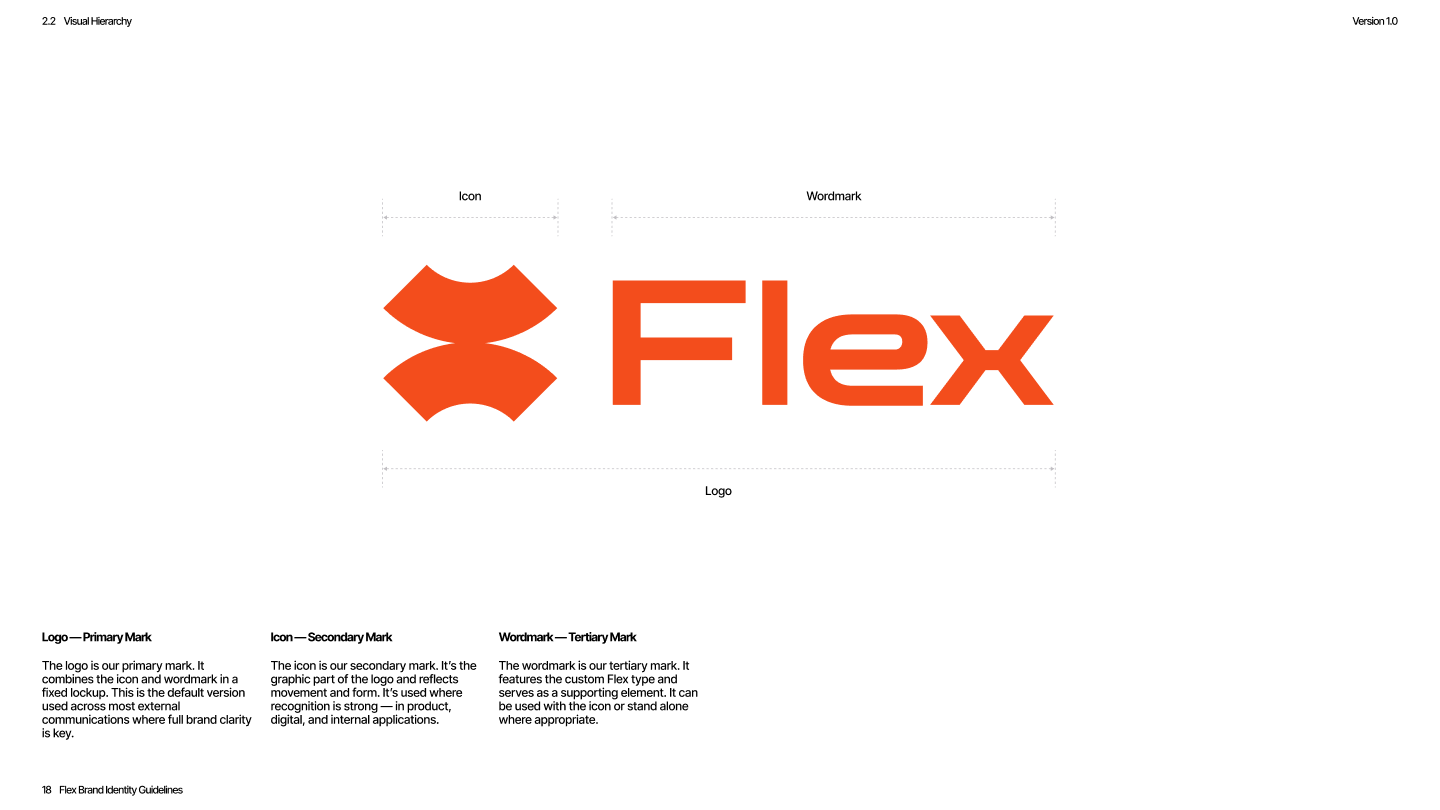 2.2 Visual Hierarchy
Version 1.0
Icon
Wordmark
Flex
Logo
Logo — Primary Mark
The logo is our primary mark. It
combines the icon and wordmark in a
fixed lockup. This is the default version
used across most external
communications where full brand clarity
is key.
Icon — Secondary Mark
The icon is our secondary mark. It’s the
graphic part of the logo and reflects
movement and form. It’s used where
recognition is strong — in product,
digital, and internal applications.
Wordmark — Tertiary Mark
The wordmark is our tertiary mark. It
features the custom Flex type and
serves as a supporting element. It can
be used with the icon or stand alone
where appropriate.
18 Flex Brand Identity Guidelines